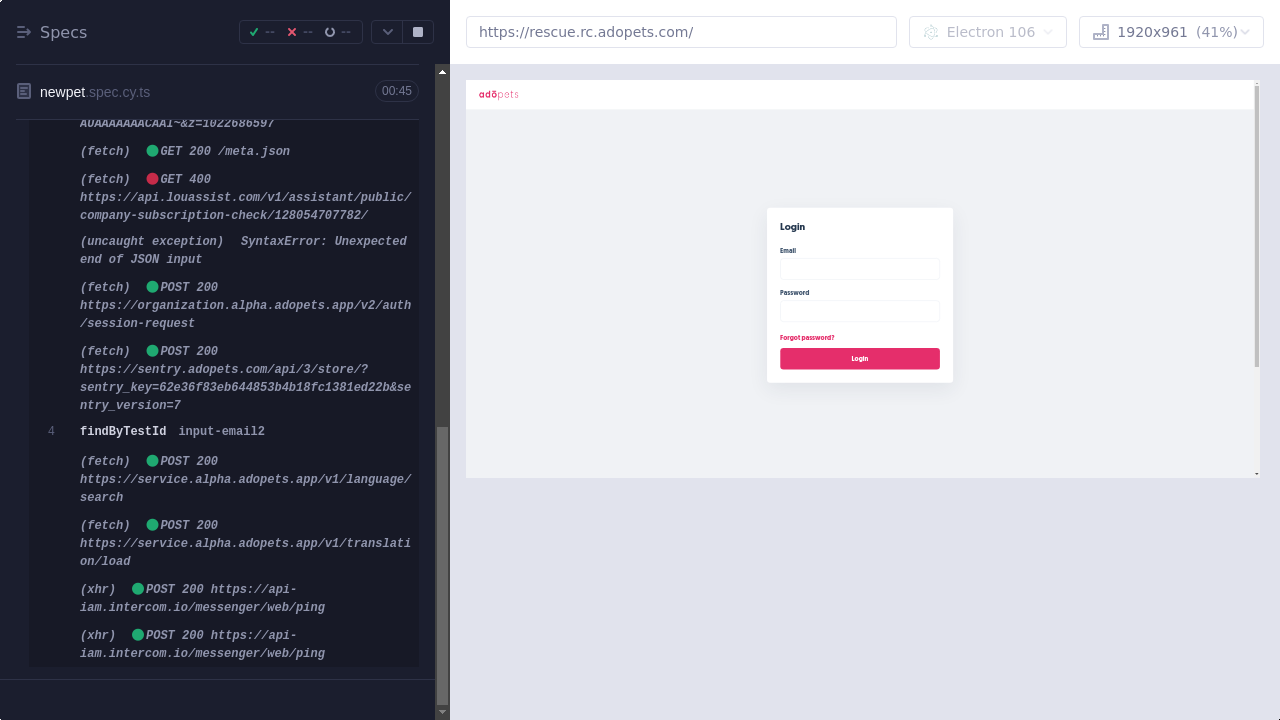 Specs
--
--
--
newpet.spec.cy.ts
00:45
AUAAAAAAACAAI~&z=1022686597
(fetch) GET 200 /meta.json
(fetch) GET 400
https://api.louassist.com/v1/assistant/public/
company-subscription-check/128054707782/
(uncaught exception) SyntaxError: Unexpected
end of JSON input
(fetch) POST 200
https://organization.alpha.adopets.app/v2/auth
/session-request
(fetch) POST 200
https://sentry.adopets.com/api/3/store/?
sentry_key=62e36f83eb644853b4b18fc1381ed22b&se
ntry_version=7
4 findByTestId input-email2
(fetch) POST 200
https://service.alpha.adopets.app/v1/language/
search
(fetch) POST 200
https://service.alpha.adopets.app/v1/translati
on/load
(xhr) POST 200 https://api-
iam.intercom.io/messenger/web/ping
(xhr) POST 200 https://api-
iam.intercom.io/messenger/web/ping
https://rescue.rc.adopets.com/
Electron 106
1920x961 (41%)
adōpets
Login
Email
Password
Forgot password?
Login